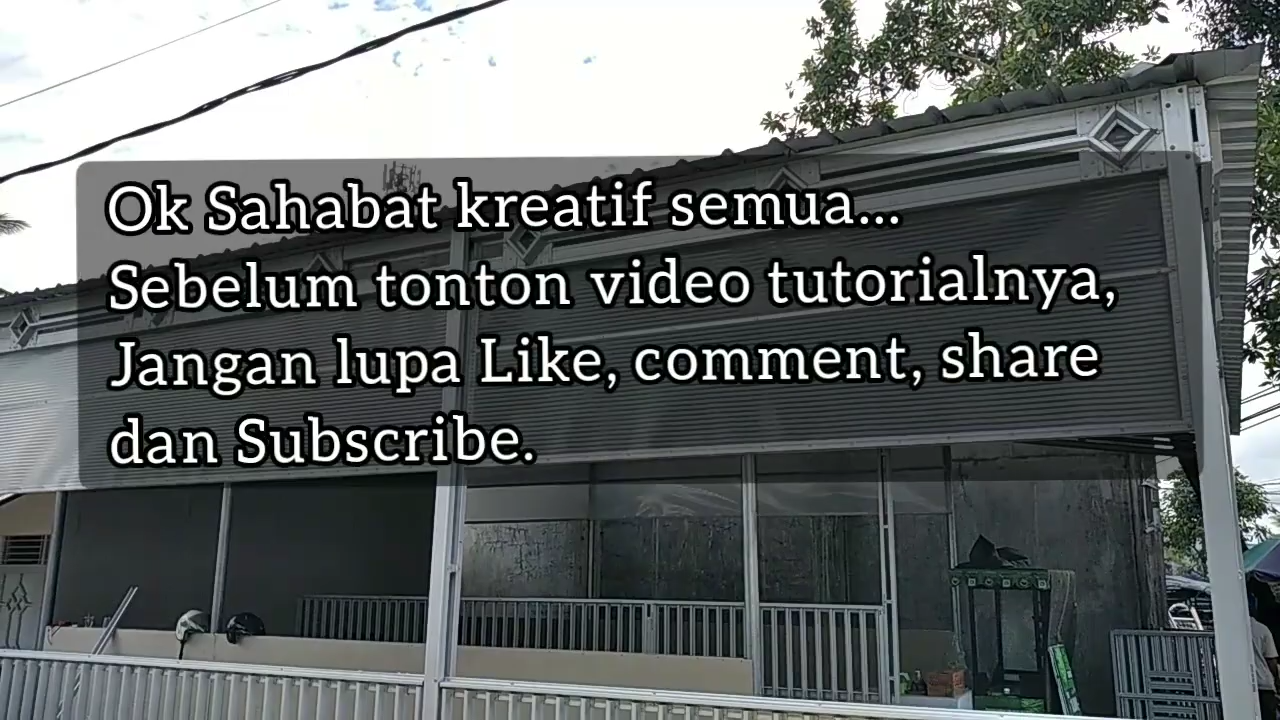 Ok Sahabat kreatif semua...
Sebelum tonton video tutorialnya,
Jangan lupa Like, comment, share
dan Subscribe.